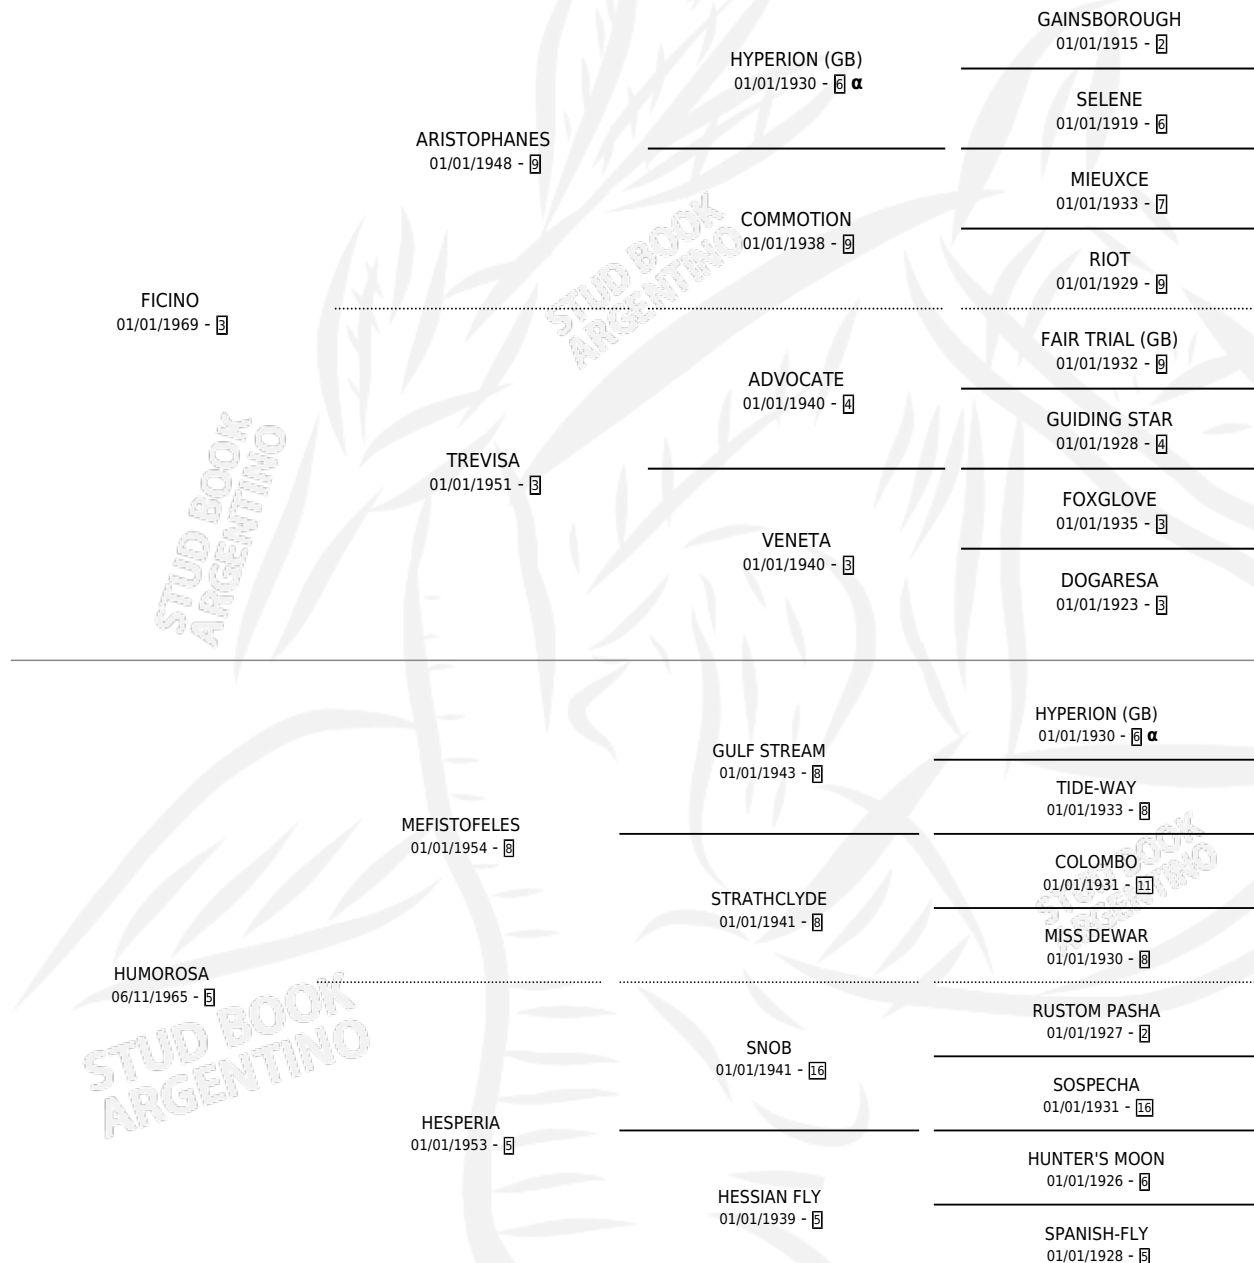 GAINSBOROUGH
01/01/1915 - 2
HYPERION (GB)
01/01/1930 - 6 α
SELENE
01/01/1919 - 6
ARISTOPHANES
01/01/1948 - 9
MIEUXCE
01/01/1933 - 7
COMMOTION
01/01/1938 - 9
RIOT
01/01/1929 - 9
FICINO
01/01/1969 - 3
FAIR TRIAL (GB)
01/01/1932 - 9
ADVOCATE
01/01/1940 - 4
GUIDING STAR
01/01/1928 - 4
TREVISA
01/01/1951 - 3
FOXGLOVE
01/01/1935 - 3
VENETA
01/01/1940 - 3
DOGARESA
01/01/1923 - 3
HYPERION (GB)
01/01/1930 - 6 α
GULF STREAM
01/01/1943 - 8
TIDE-WAY
01/01/1933 - 8
MEFISTOFELES
01/01/1954 - 8
COLOMBO
01/01/1931 - 11
STRATHCLYDE
01/01/1941 - 8
MISS DEWAR
01/01/1930 - 8
HUMOROSA
06/11/1965 - 5
RUSTOM PASHA
01/01/1927 - 2
SNOB
01/01/1941 - 16
SOSPECHA
01/01/1931 - 16
HESPERIA
01/01/1953 - 5
HUNTER'S MOON
01/01/1926 - 6
HESSIAN FLY
01/01/1939 - 5
SPANISH-FLY
01/01/1928 - 5
STUD BOOK
ARGENTINO
STUD BOOK
ARGENTINO
STUD BOOK
ARGENTINO
STUD BOOK
ARGENTINO